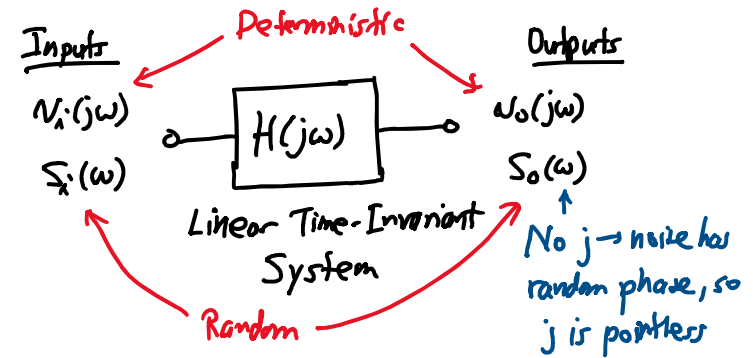 Deterministic
Inputs
Outputs
Ni(jω)
H(jω)
No(jω)
Si(ω)
So(ω)
Linear Time-Invariant
System
No j → noise has
random phase, so
j is pointless
Random